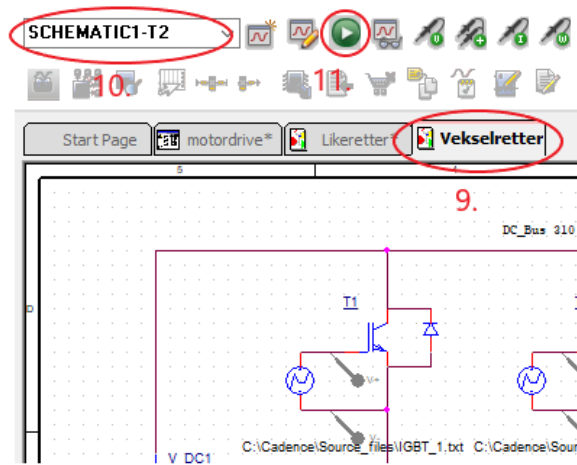 SCHEMATIC1-T2
10.
11.
Start Page motordrive* Likeretter* Vekselretter
5
9.
DC_Bus 310
D
T1
V+
C:\Cadence\Source_files\IGBT_1.txt C:\Cadence\Sour
V_DC1